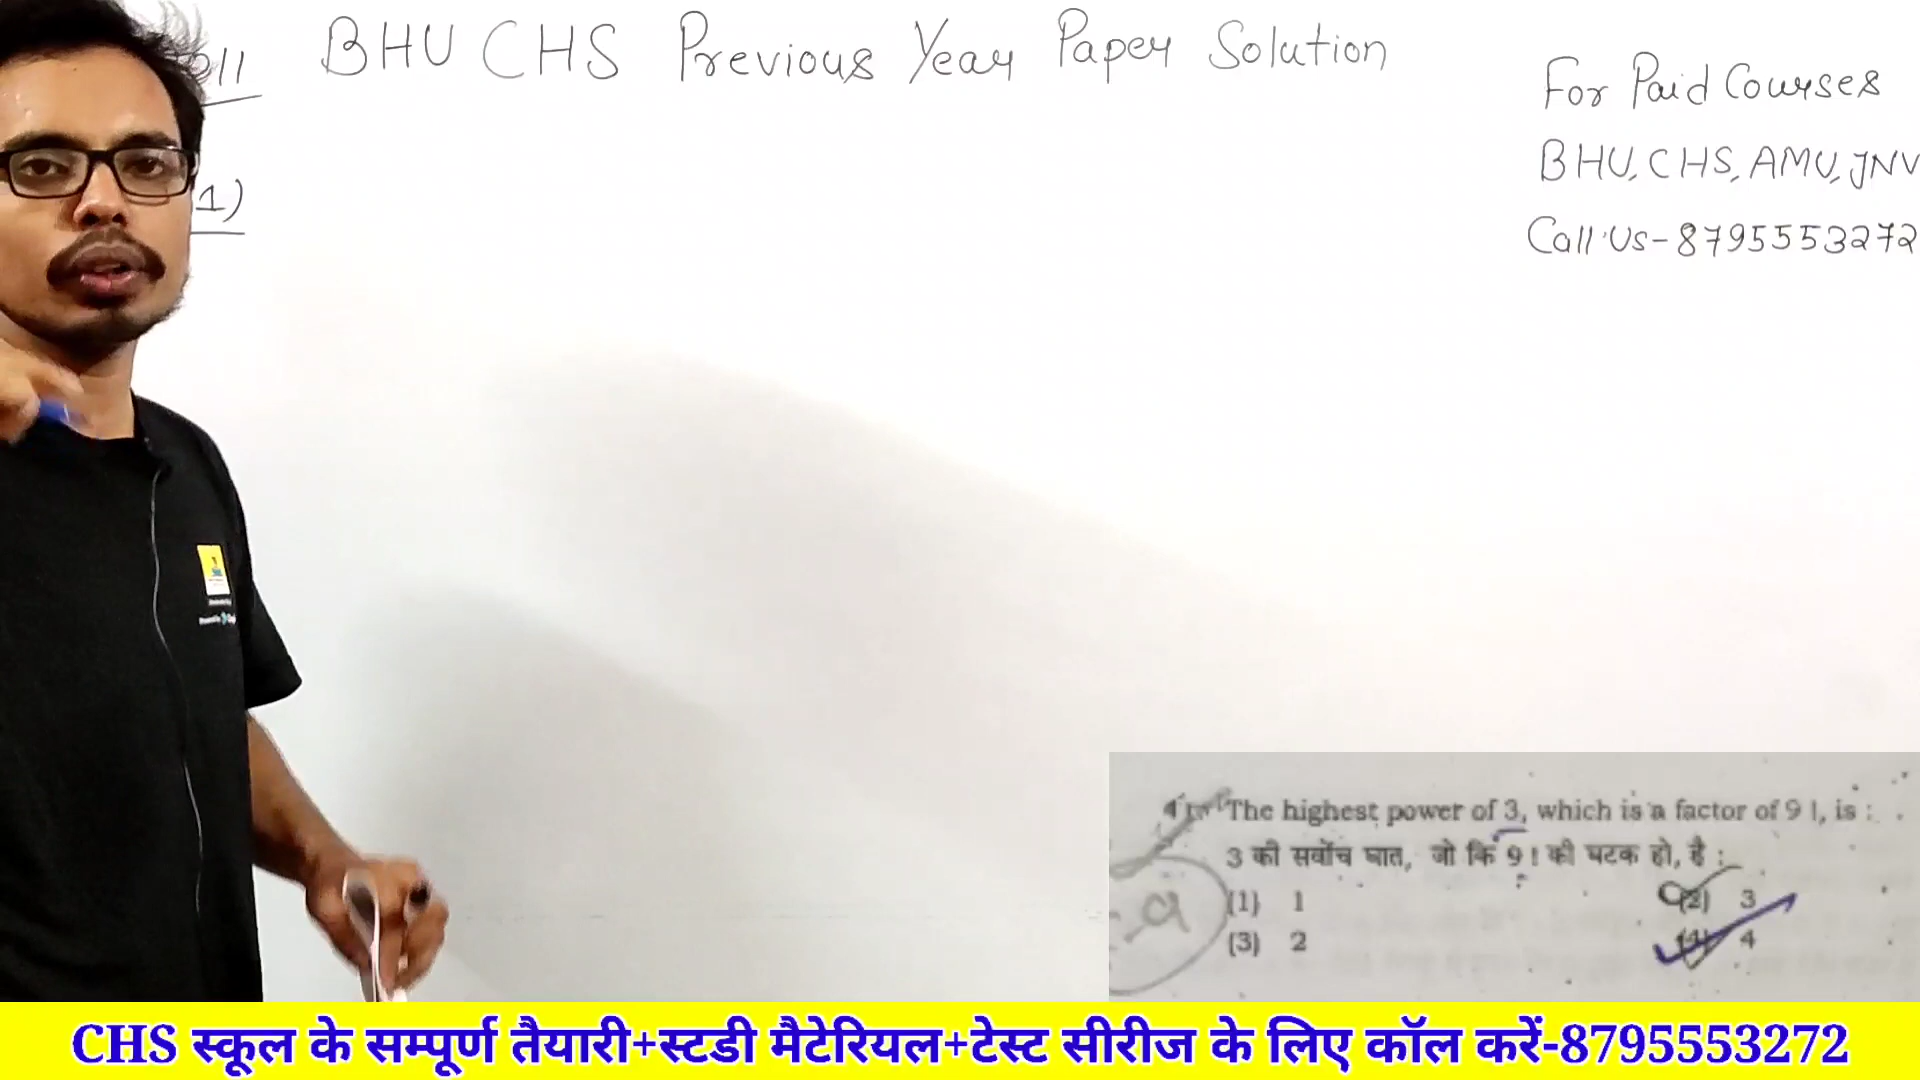 BHU CHS Previous Year Paper Solution
1)
For Paid Courses
BHU, CHS, AMU, JNV
Call Us-8795553272
The highest power of 3, which is a factor of 9 !, is :
3 की सर्वोच घात, जो कि 9 ! की घटक हो, है :
(1) 1 (2) 3
(3) 2 (4) 4
CHS स्कूल के सम्पूर्ण तैयारी+स्टडी मैटेरियल+टेस्ट सीरीज के लिए कॉल करें-8795553272